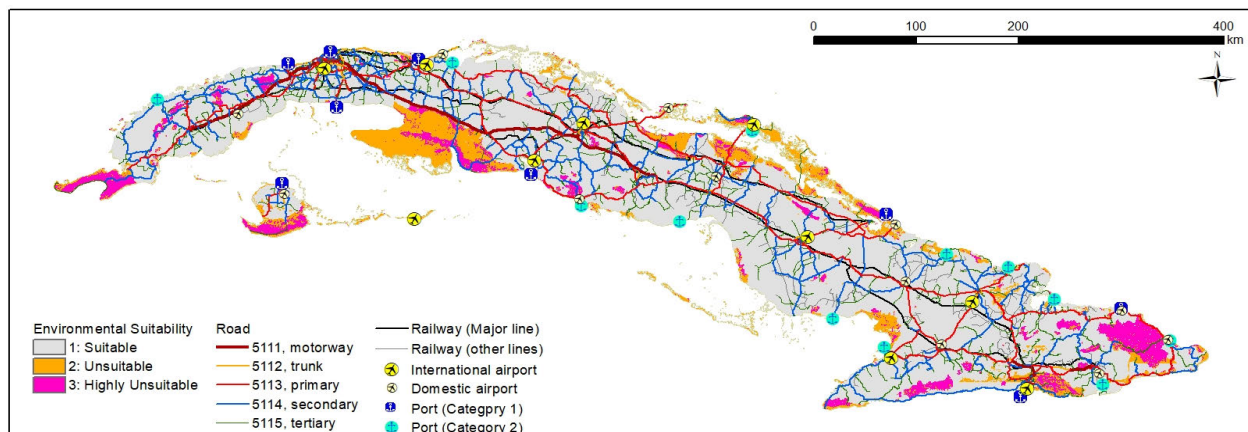 0 100 200 400
km
N
Environmental Suitability
1: Suitable
2: Unsuitable
3: Highly Unsuitable
Road
5111, motorway
5112, trunk
5113, primary
5114, secondary
5115, tertiary
Railway (Major line)
Railway (other lines)
International airport
Domestic airport
Port (Categpry 1)
Port (Category 2)